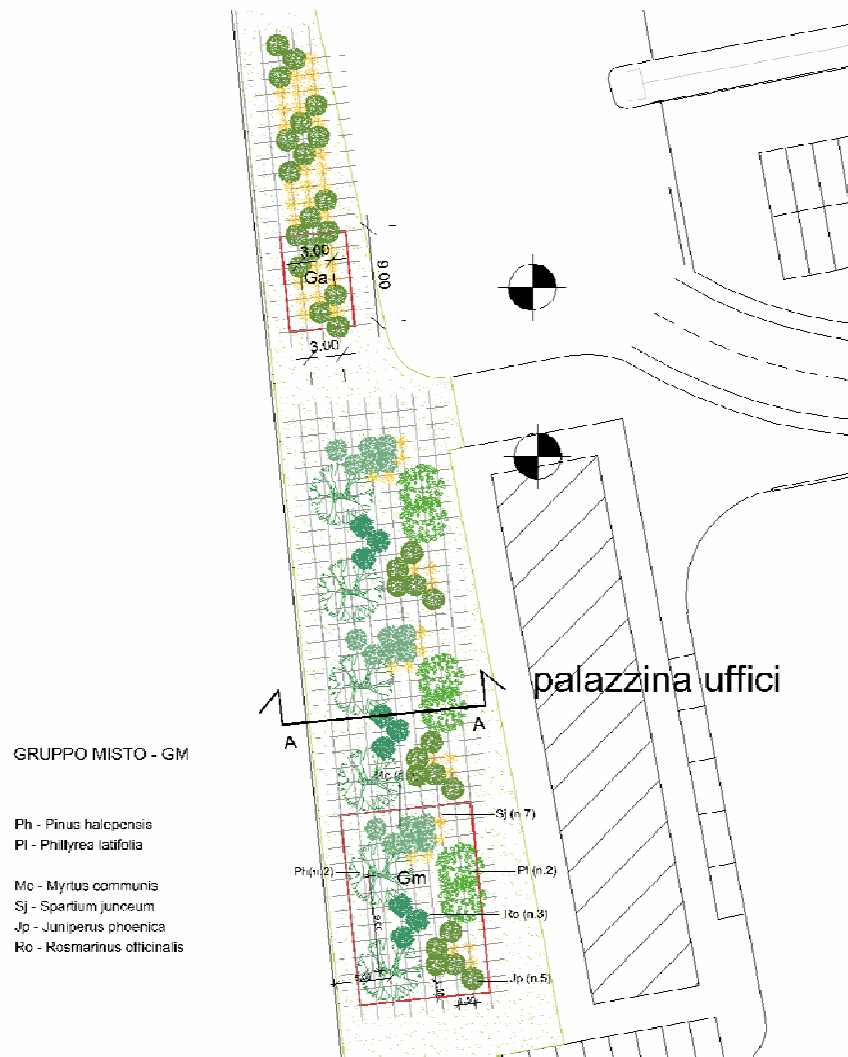 3.00
Ga
9.00
3.00
palazzina uffici
A
A
GRUPPO MISTO - GM
Sj (n.7)
Ph - Pinus halepensis
Pl - Phillyrea latifolia
Ph(n.2)
Gm
Pl (n.2)
Mc - Myrtus communis
Sj - Spartium junceum
Ro (n.3)
Jp - Juniperus phoenica
Ro - Rosmarinus officinalis
Jp (n.5)